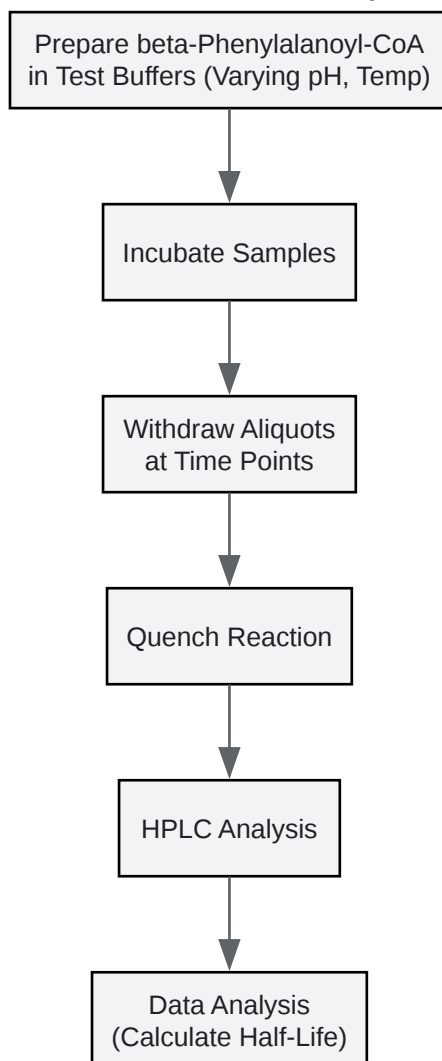 Prepare beta-Phenylalanoyl-CoA
in Test Buffers (Varying pH, Temp)
Incubate Samples
Withdraw Aliquots
at Time Points
Quench Reaction
HPLC Analysis
Data Analysis
(Calculate Half-Life)